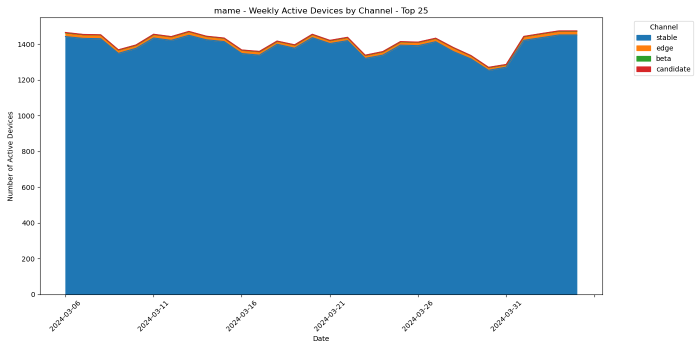 mame - Weekly Active Devices by Channel - Top 25
Number of Active Devices
1400
1200
1000
800
600
400
200
0
2024-03-06
2024-03-11
2024-03-16
2024-03-21
2024-03-26
2024-03-31
Date
Channel
stable
edge
beta
candidate